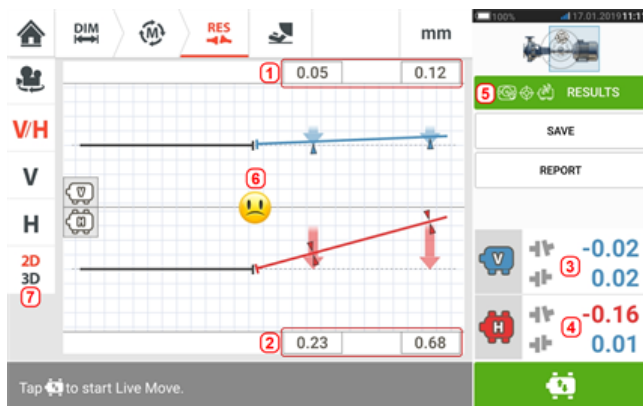 DIM
M
RES
mm
100% 17.01.2019 11:11
1 0.05 0.12
5 RESULTS
V/H
SAVE
V
REPORT
H
V
H
6
2D
3D
7
V
-0.02
3
0.02
H
-0.16
4
0.01
2 0.23 0.68
Tap to start Live Move.